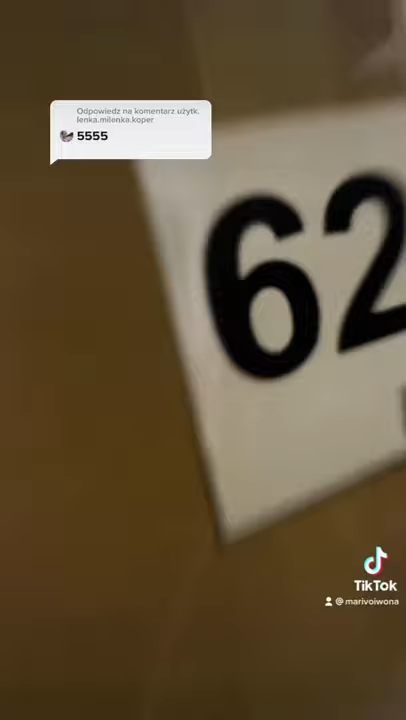 Odpowiedz na komentarz użytk.
lenka.milenka.koper
5555
62
TikTok
@marivoiwona